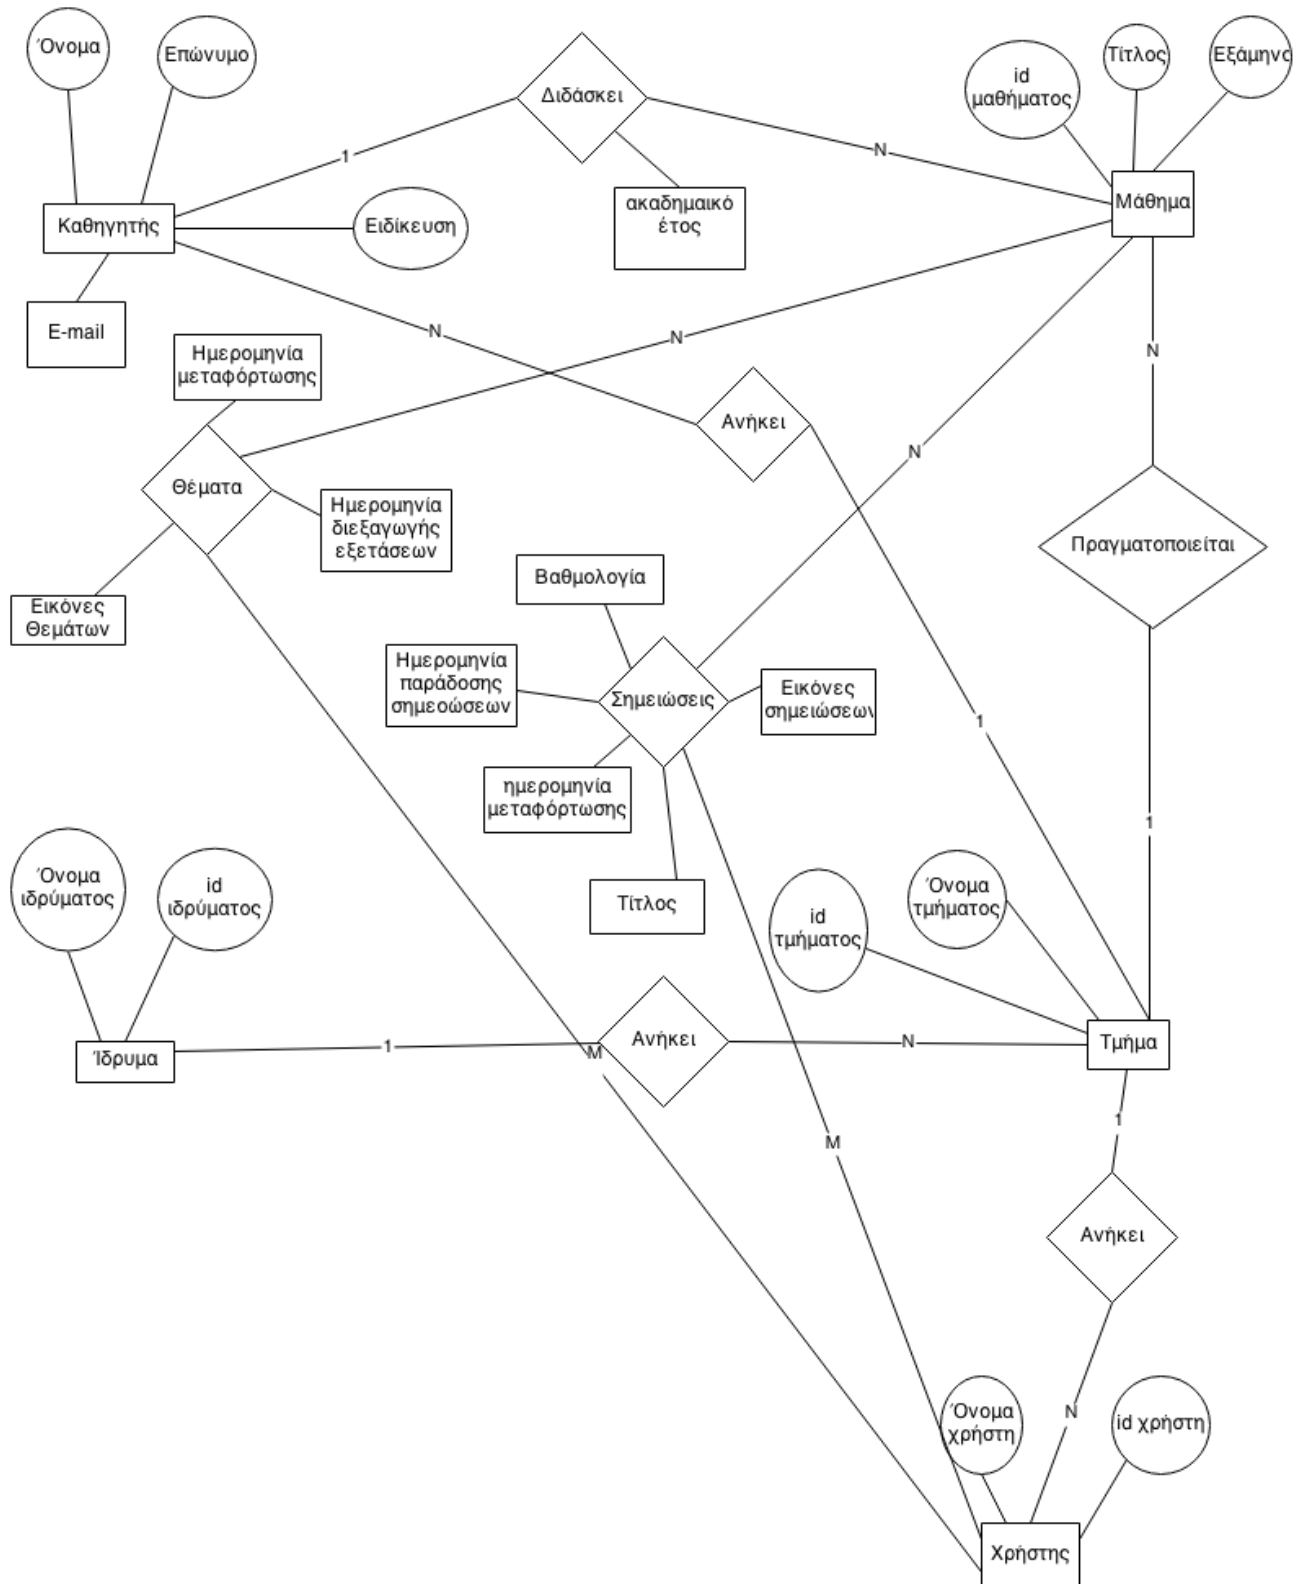 Όνομα
Επώνυμο
Διδάσκει
id
μαθήματος
Τίτλος
Εξάμηνο
1
N
ακαδημαικό
έτος
Μάθημα
Καθηγητής
Ειδίκευση
E-mail
N
N
N
Ημερομηνία
μεταφόρτωσης
Ανήκει
N
Θέματα
Ημερομηνία
διεξαγωγής
εξετάσεων
Πραγματοποιείται
Βαθμολογία
Εικόνες
Θεμάτων
Ημερομηνία
παράδοσης
σημεοώσεων
Σημειώσεις
Εικόνες
σημειώσεων
1
ημερομηνία
μεταφόρτωσης
1
Όνομα
ιδρύματος
id
ιδρύματος
Τίτλος
id
τμήματος
Όνομα
τμήματος
Ίδρυμα
1
M
Ανήκει
N
Τμήμα
M
1
Ανήκει
N
Όνομα
χρήστη
id χρήστη
Χρήστης